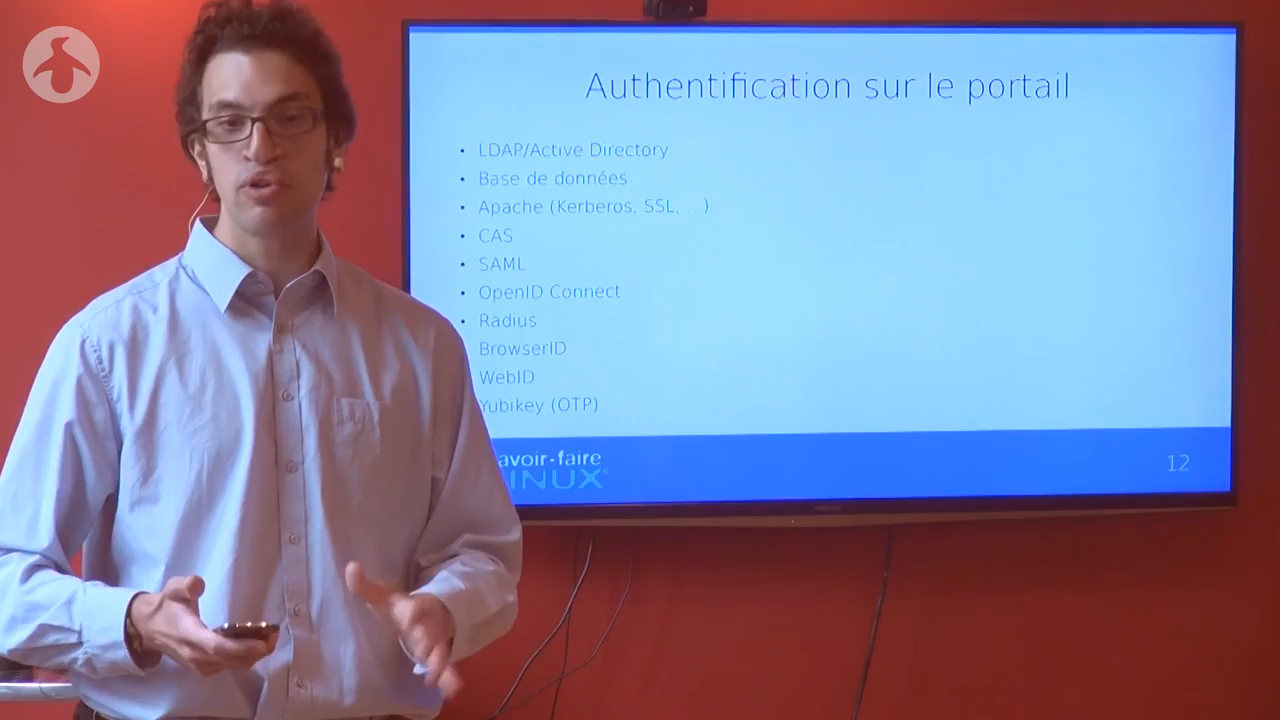 Authentification sur le portail
• LDAP/Active Directory
• Base de données
• Apache (Kerberos, SSL, ...)
• CAS
• SAML
• OpenID Connect
• Radius
BrowserID
WebID
Yubikey (OTP)
avoir-faire
INUX
12